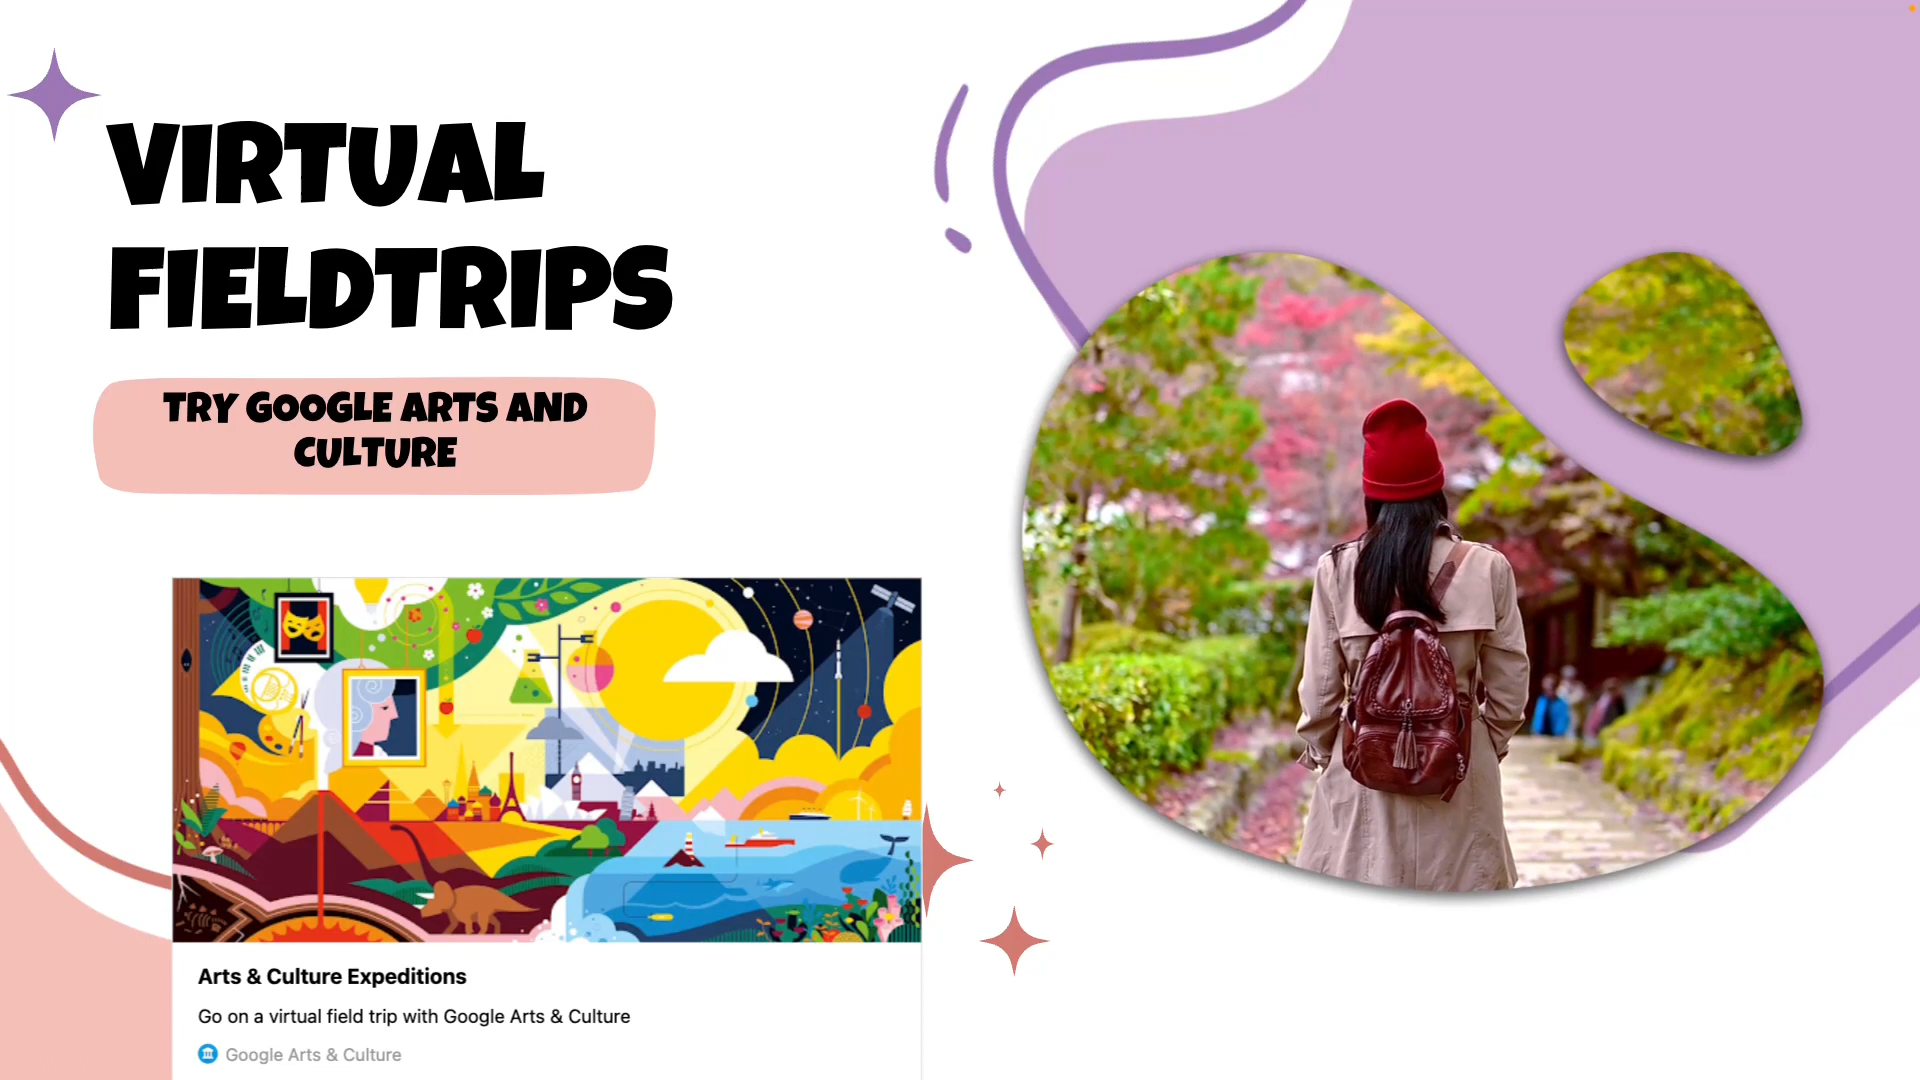 VIRTUAL
FIELDTRIPS
TRY GOOGLE ARTS AND
CULTURE
Arts & Culture Expeditions
Go on a virtual field trip with Google Arts & Culture
Google Arts & Culture